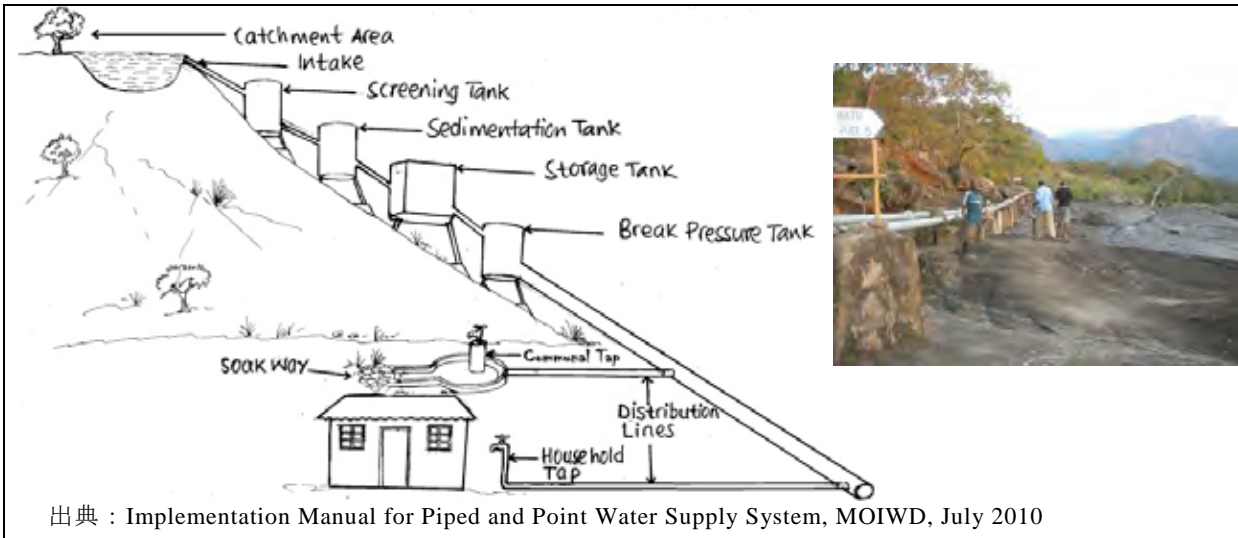 Catchment Area
Intake
Screening Tank
Sedimentation Tank
Storage Tank
Break Pressure Tank
Communal Tap
Soak way
Distribution
Lines
Household
Tap
出典：Implementation Manual for Piped and Point Water Supply System, MOIWD, July 2010